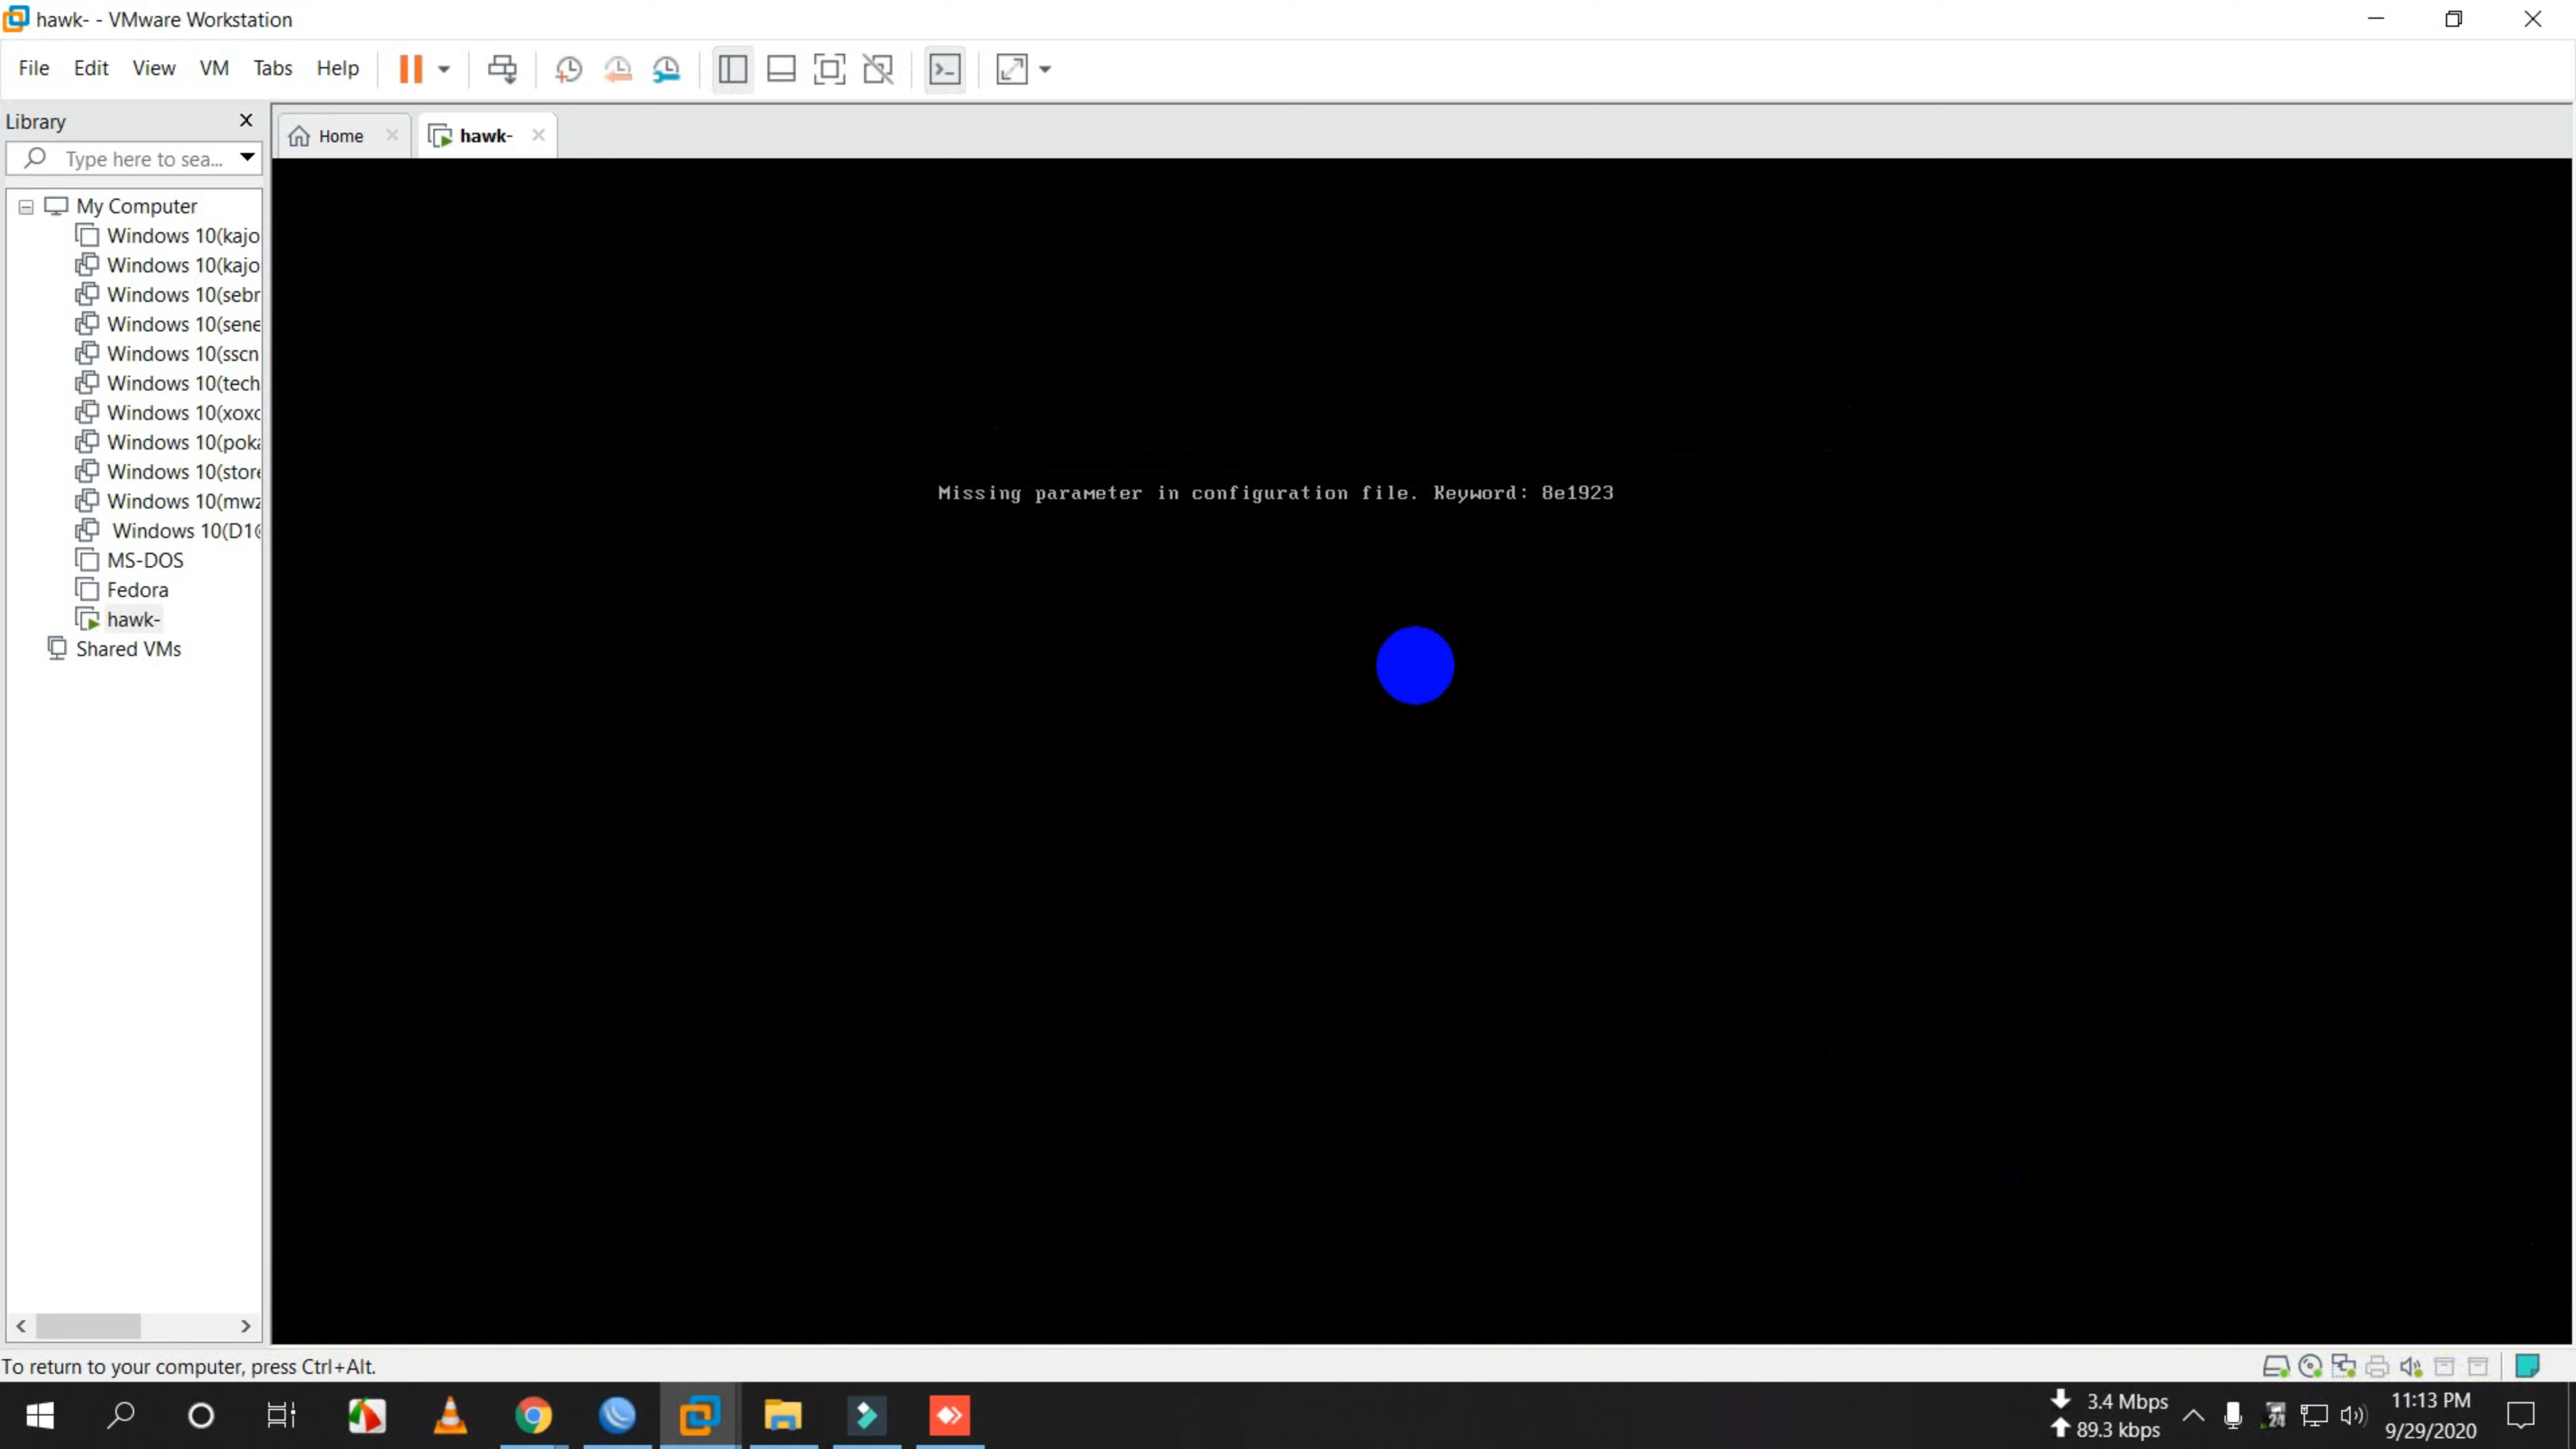 hawk- - VMware Workstation
File Edit View VM Tabs Help
Library
Type here to sea...
My Computer
Windows 10(kajo
Windows 10(kajo
Windows 10(sebr
Windows 10(sene
Windows 10(sscn
Windows 10(tech
Windows 10(xoxo
Windows 10(poka
Windows 10(store
Windows 10(mwz
Windows 10(D1@
MS-DOS
Fedora
hawk-
Shared VMs
Home
hawk-
Missing parameter in configuration file. Keyword: 8e1923
To return to your computer, press Ctrl+Alt.
3.4 Mbps
89.3 kbps
24
11:13 PM
9/29/2020